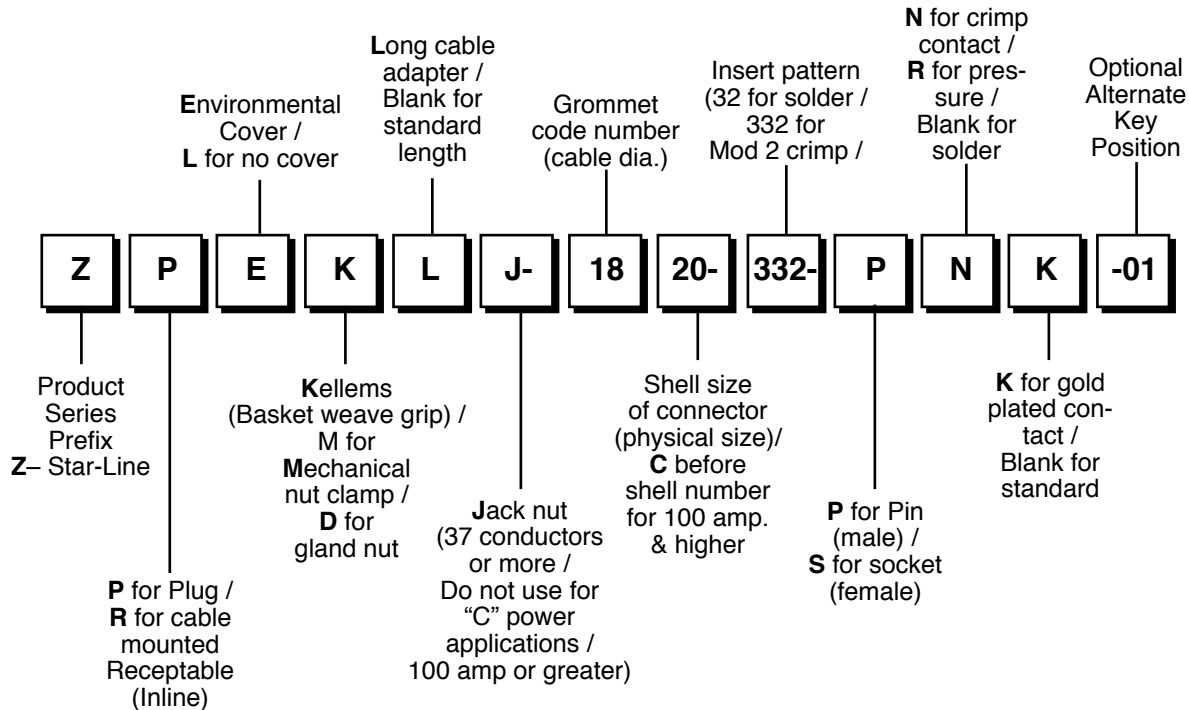 Environmental
Cover /
L for no cover
Long cable
adapter /
Blank for
standard
length
Grommet
code number
(cable dia.)
Insert pattern
(32 for solder /
332 for
Mod 2 crimp /
N for crimp
contact /
R for pres-
sure /
Blank for
solder
Optional
Alternate
Key
Position
Z P E K L J- 18 20- 332- P N K -01
Product
Series
Prefix
Z– Star-Line
P for Plug /
R for cable
mounted
Receptable
(Inline)
Kellems
(Basket weave grip) /
M for
Mechanical
nut clamp /
D for
gland nut
Jack nut
(37 conductors
or more /
Do not use for
“C” power
applications /
100 amp or greater)
Shell size
of connector
(physical size)/
C before
shell number
for 100 amp.
& higher
P for Pin
(male) /
S for socket
(female)
K for gold
plated con-
tact /
Blank for
standard